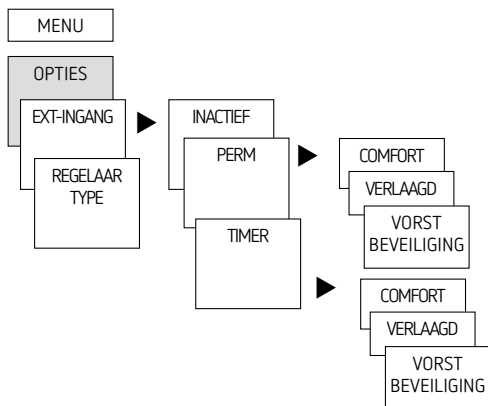 MENU
OPTIES
EXT-INGANG
REGELAAR
TYPE
INACTIEF
PERM
TIMER
COMFORT
VERLAAGD
VORST
BEVEILIGING
COMFORT
VERLAAGD
VORST
BEVEILIGING